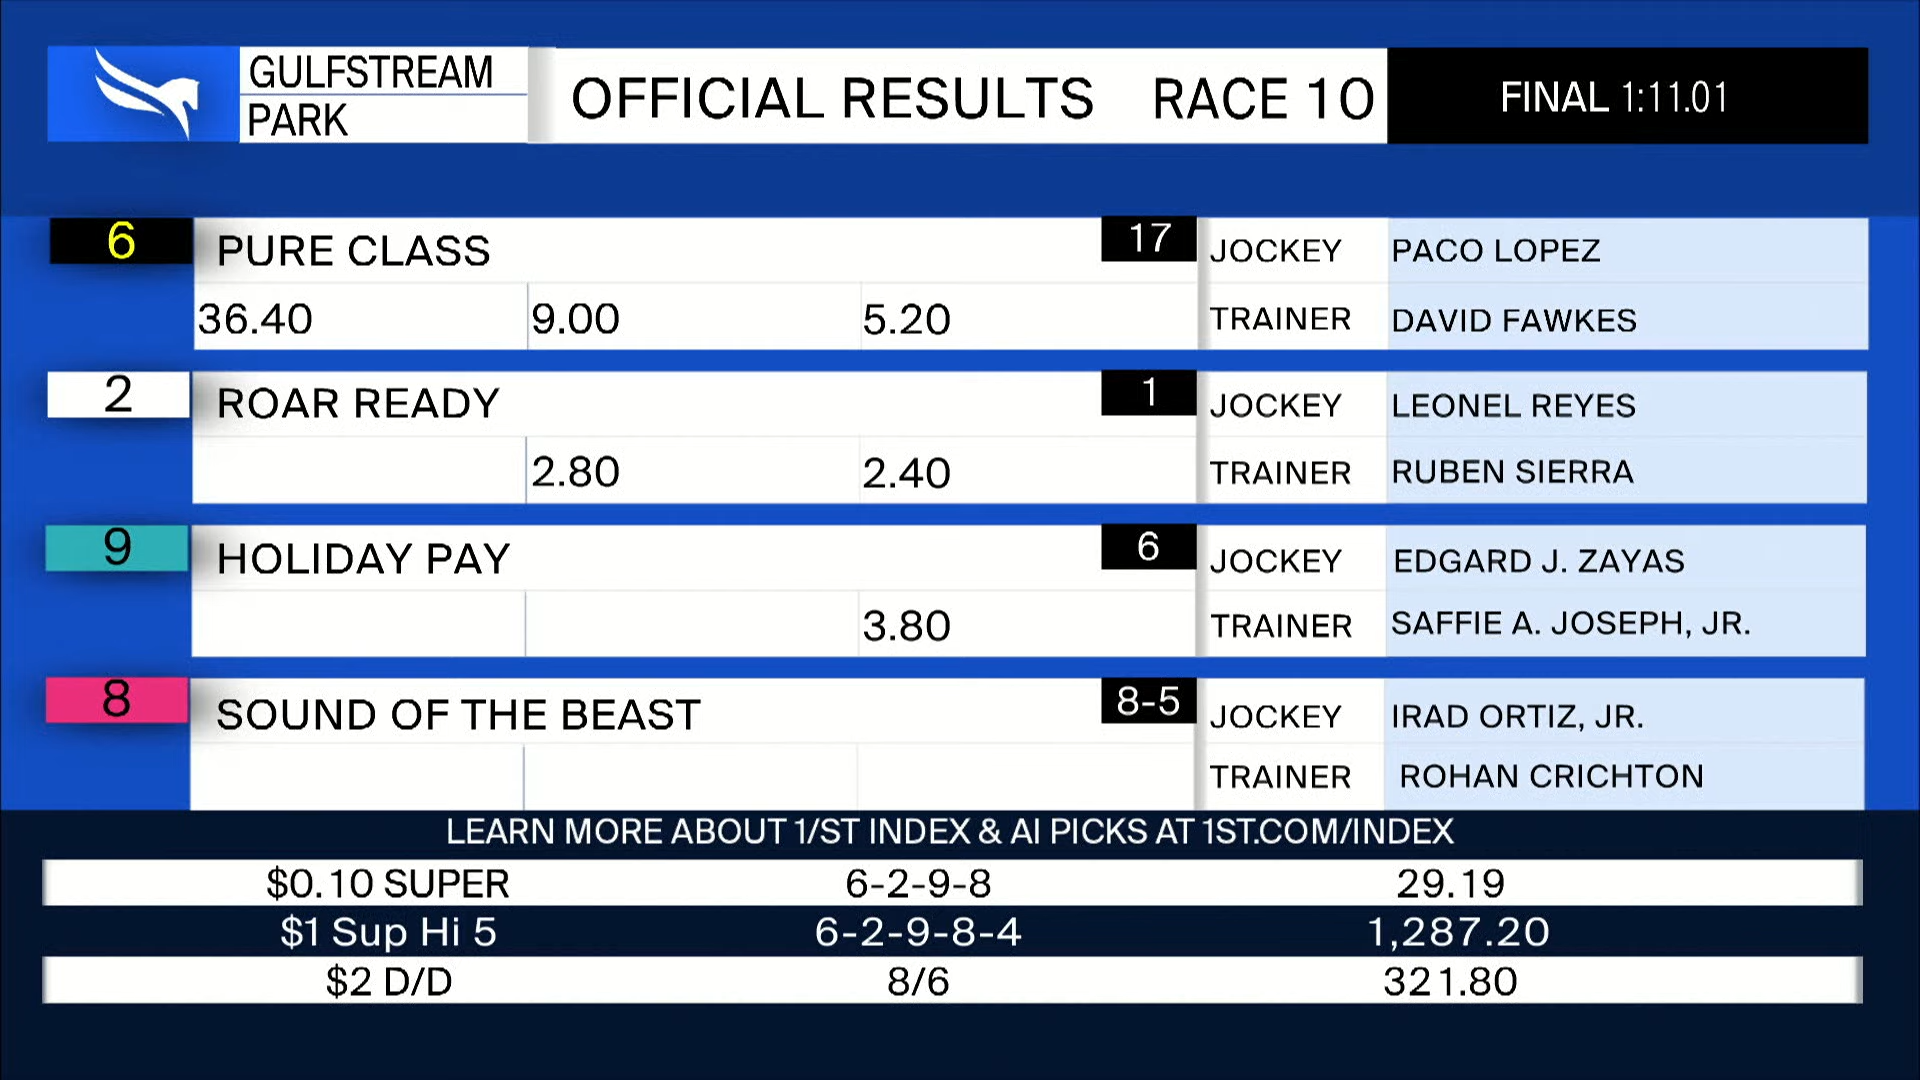 GULFSTREAM
PARK
OFFICIAL RESULTS RACE 10
FINAL 1:11.01
6 PURE CLASS 17 JOCKEY PACO LOPEZ
36.40 9.00 5.20 TRAINER DAVID FAWKES
2 ROAR READY 1 JOCKEY LEONEL REYES
2.80 2.40 TRAINER RUBEN SIERRA
9 HOLIDAY PAY 6 JOCKEY EDGARD J. ZAYAS
3.80 TRAINER SAFFIE A. JOSEPH, JR.
8 SOUND OF THE BEAST 8-5 JOCKEY IRAD ORTIZ, JR.
TRAINER ROHAN CRICHTON
LEARN MORE ABOUT 1/ST INDEX & AI PICKS AT 1ST.COM/INDEX
$0.10 SUPER 6-2-9-8 29.19
$1 Sup Hi 5 6-2-9-8-4 1,287.20
$2 D/D 8/6 321.80